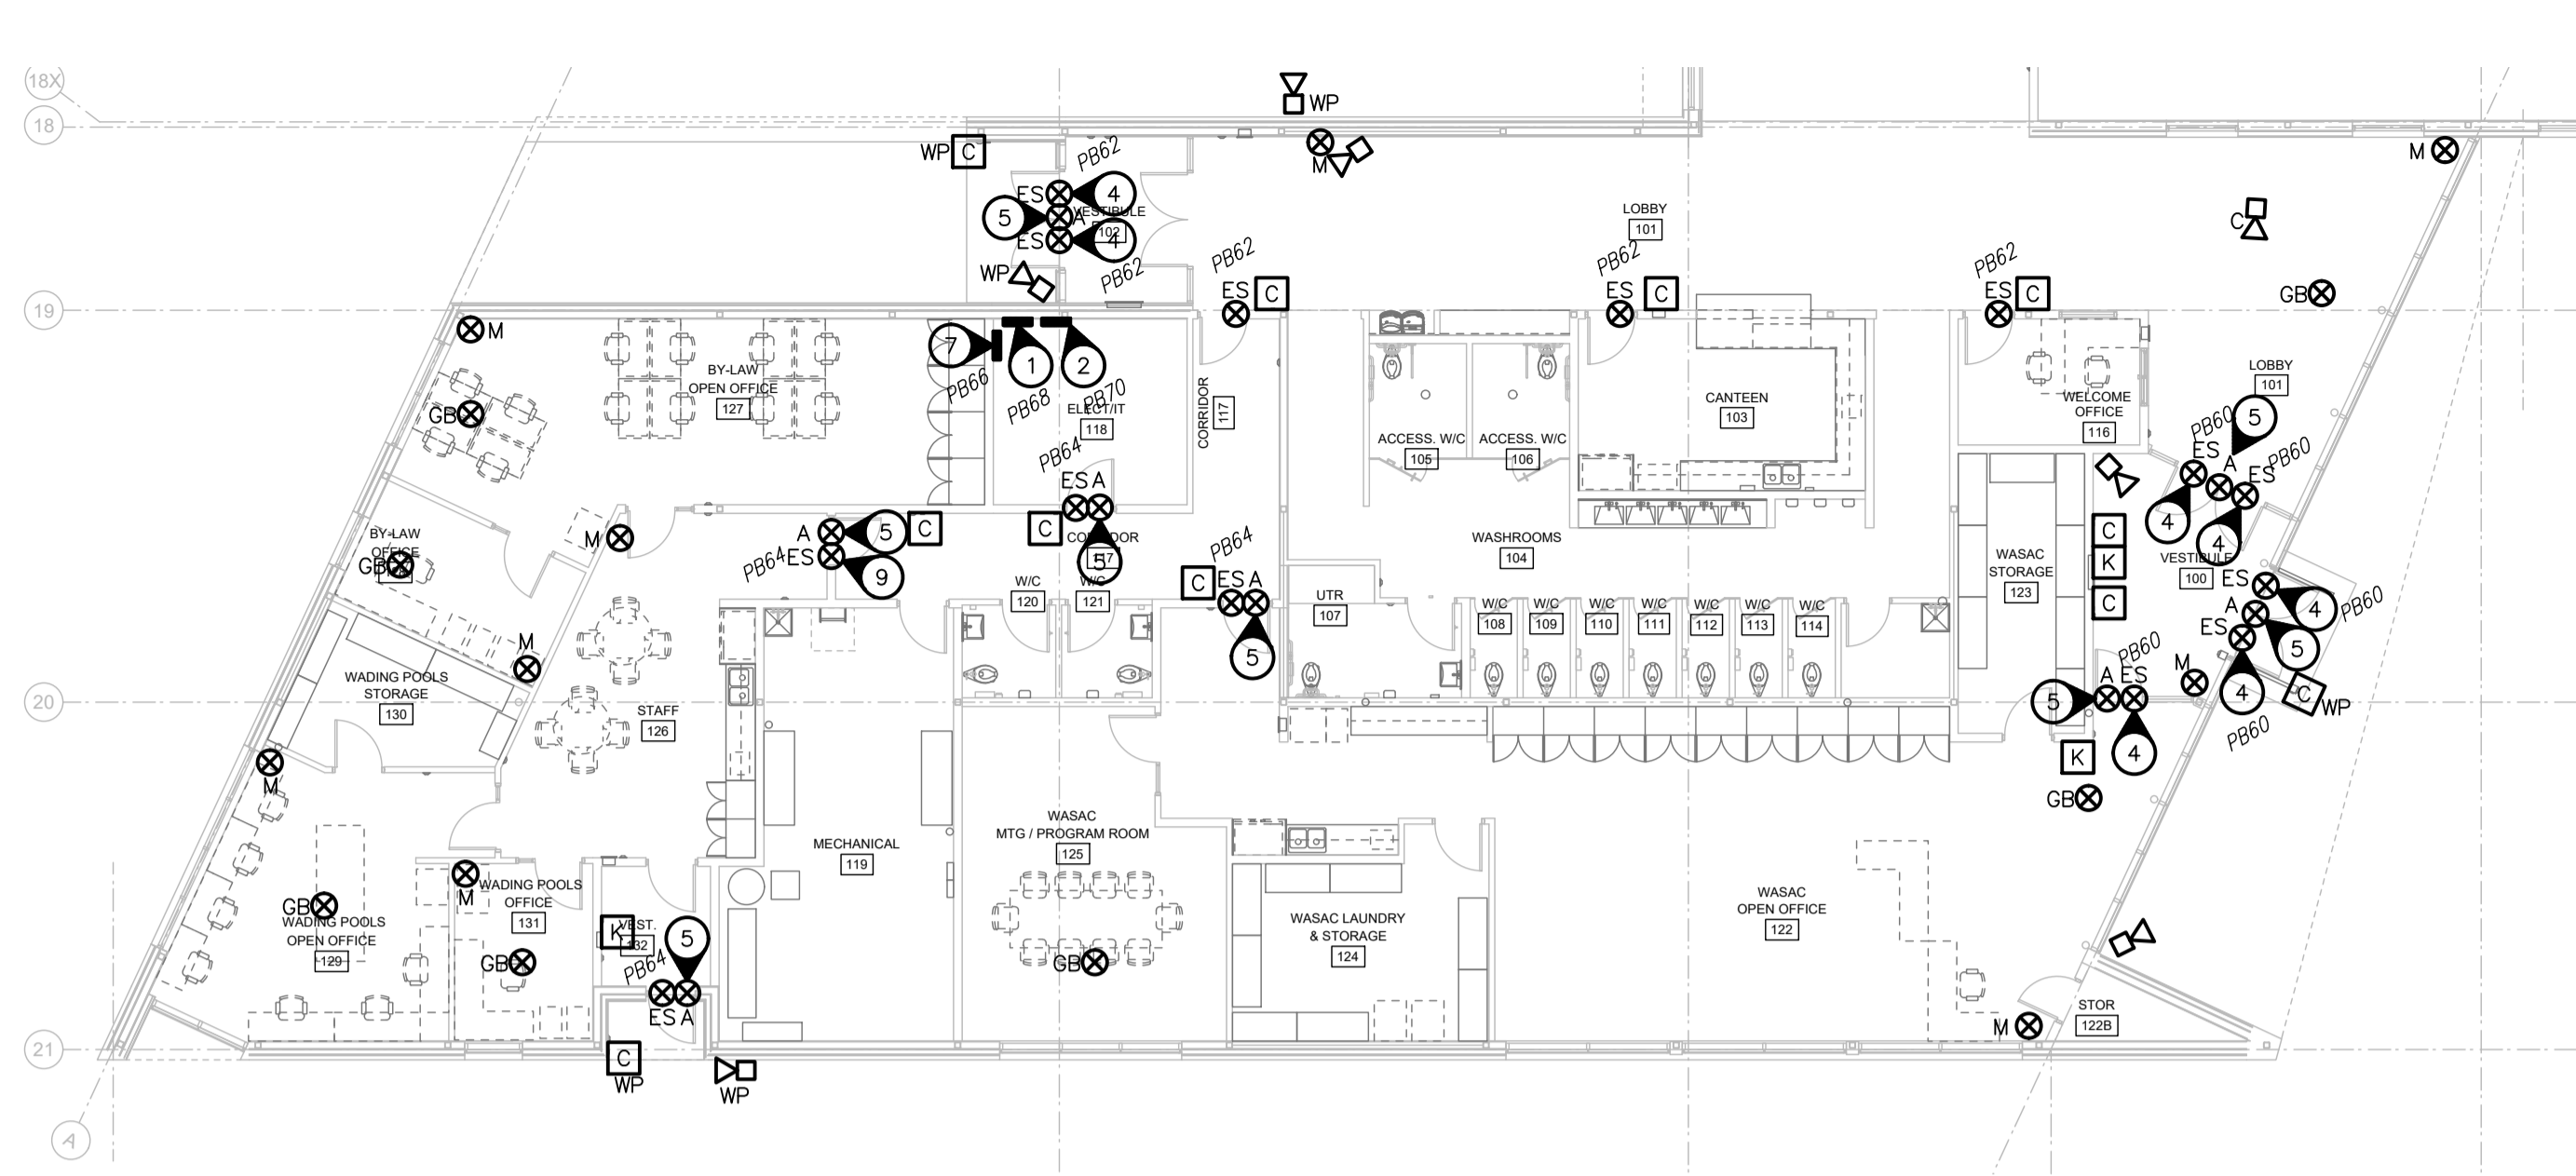 18X
18
WP
WP C
PB62
M
M
ES 4
5 A VESTIBULE
102
ES 4
PB62
WP
LOBBY
101
C
PB62
ES C
PB62
ES C
PB62
ES C
GB
19
M
7
1
2
PB66
PB68
PB70
BY-LAW
OPEN OFFICE
127
GB
ELECT/IT
118
CORRIDOR
117
ACCESS. W/C
105
ACCESS. W/C
106
CANTEEN
103
WELCOME
OFFICE
116
LOBBY
101
PB60
5
PB60
ES
A
ES
4
4
PB64
ES A
M
A 5 C
PB64 ES 9
C
5
BY-LAW
OFFICE
GB
PB64
C ES A
5
W/C
120
W/C
121
WASHROOMS
104
UTR
107
W/C
108
W/C
109
W/C
110
W/C
111
W/C
112
W/C
113
W/C
114
WASAC
STORAGE
123
C
K
C
VESTIBULE
100
ES
4
PB60
A
ES
5
4
PB60
C
WP
M
WADING POOLS
STORAGE
130
STAFF
126
20
PB60
A ES
5
4
M
K
GB
M
MECHANICAL
119
WASAC
MTG / PROGRAM ROOM
125
GB
WASAC LAUNDRY
& STORAGE
124
WASAC
OPEN OFFICE
122
M
WADING POOLS
OFFICE
131
GB
GB
WADING POOLS
OPEN OFFICE
129
K
VEST.
132
5
PB64
ES A
M
STOR
122B
21
C
WP
WP
A